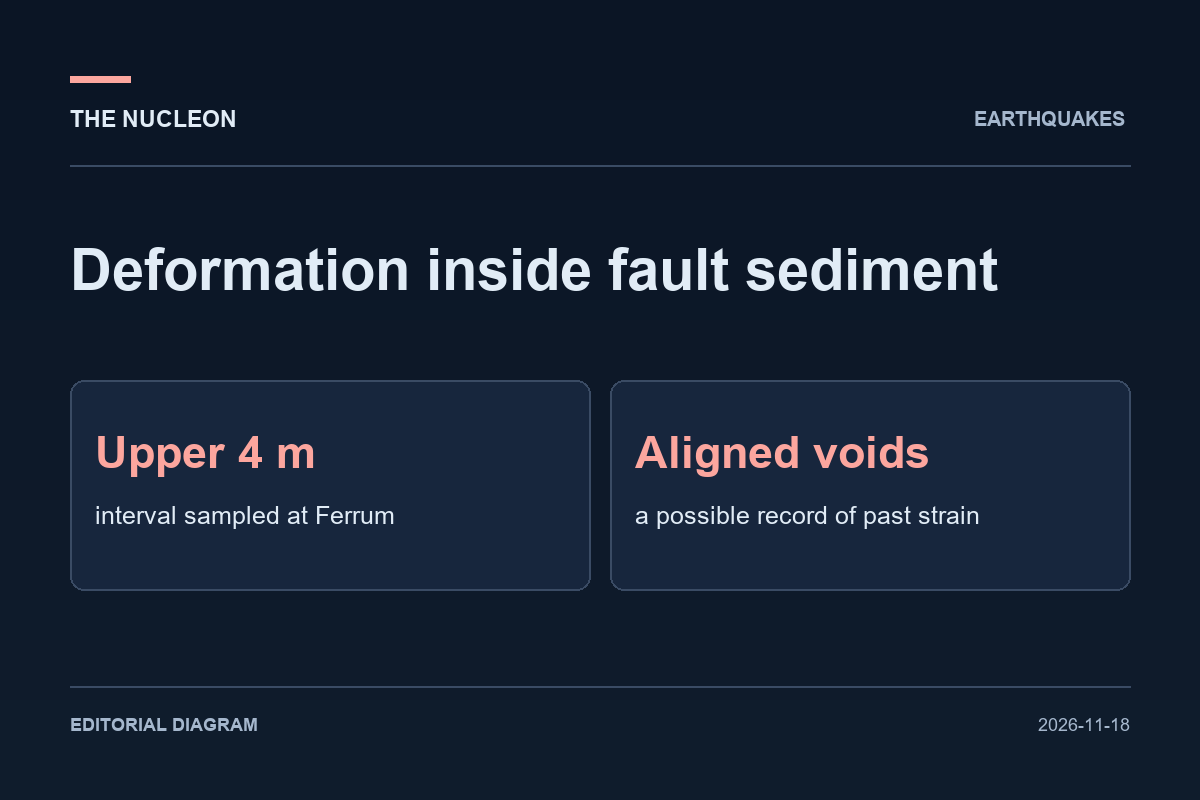 THE NUCLEON
EARTHQUAKES
Deformation inside fault sediment
Upper 4 m
interval sampled at Ferrum
Aligned voids
a possible record of past strain
EDITORIAL DIAGRAM
2026-11-18